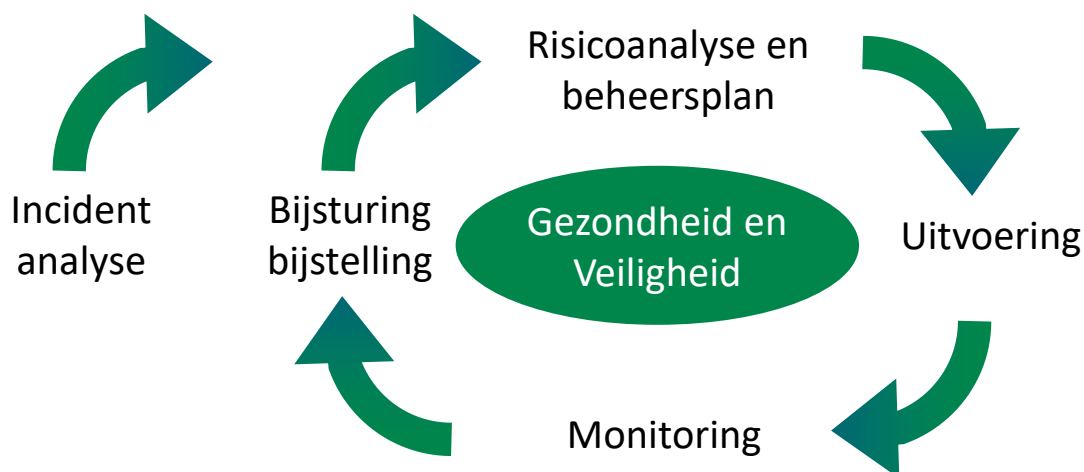 Risicoanalyse en
beheersplan
Incident
analyse
Bijsturing
bijstelling
Gezondheid en
Veiligheid
Uitvoering
Monitoring